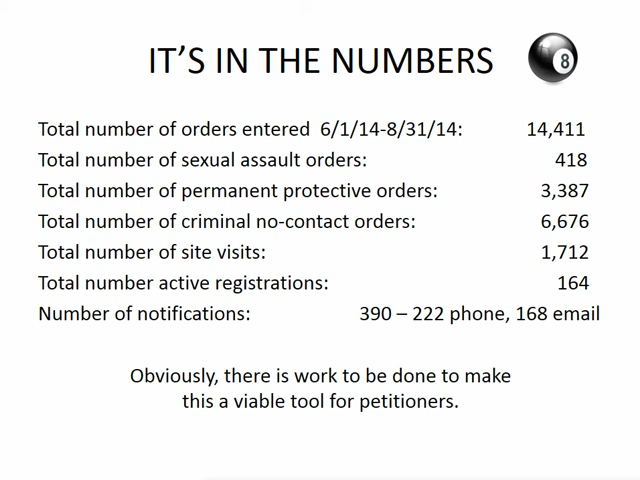 IT'S IN THE NUMBERS
8
Total number of orders entered 6/1/14-8/31/14: 14,411
Total number of sexual assault orders: 418
Total number of permanent protective orders: 3,387
Total number of criminal no-contact orders: 6,676
Total number of site visits: 1,712
Total number active registrations: 164
Number of notifications: 390 – 222 phone, 168 email
Obviously, there is work to be done to make
this a viable tool for petitioners.